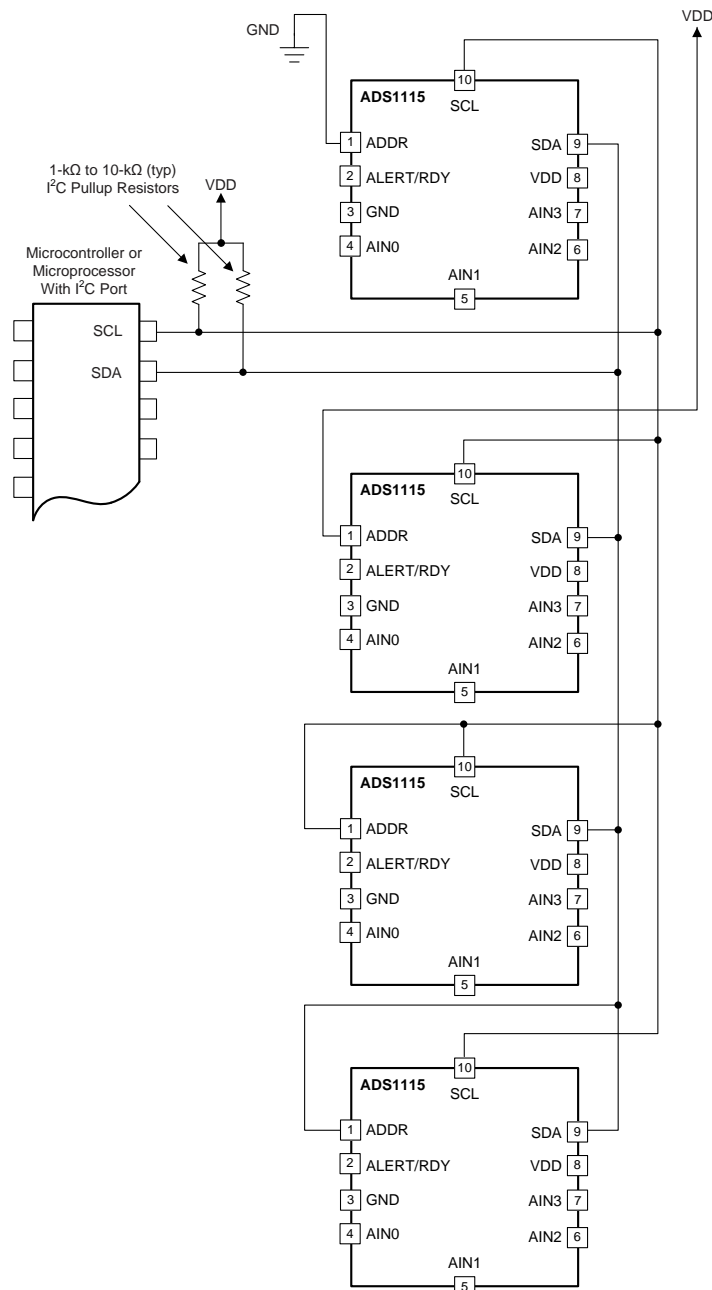 GND
VDD
10
ADS1115
SCL
1 ADDR
SDA 9
2 ALERT/RDY
VDD 8
3 GND
AIN3 7
4 AIN0
AIN2 6
AIN1
5
1-kΩ to 10-kΩ (typ)
I²C Pullup Resistors
VDD
Microcontroller or
Microprocessor
With I²C Port
SCL
SDA
10
ADS1115
SCL
1 ADDR
SDA 9
2 ALERT/RDY
VDD 8
3 GND
AIN3 7
4 AIN0
AIN2 6
AIN1
5
10
ADS1115
SCL
1 ADDR
SDA 9
2 ALERT/RDY
VDD 8
3 GND
AIN3 7
4 AIN0
AIN2 6
AIN1
5
10
ADS1115
SCL
1 ADDR
SDA 9
2 ALERT/RDY
VDD 8
3 GND
AIN3 7
4 AIN0
AIN2 6
AIN1
5